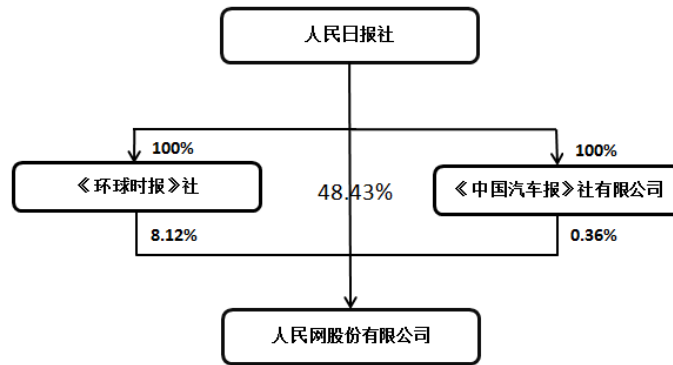 人民日报社
100%
100%
《环球时报》社
48.43%
《中国汽车报》社有限公司
8.12%
0.36%
人民网股份有限公司